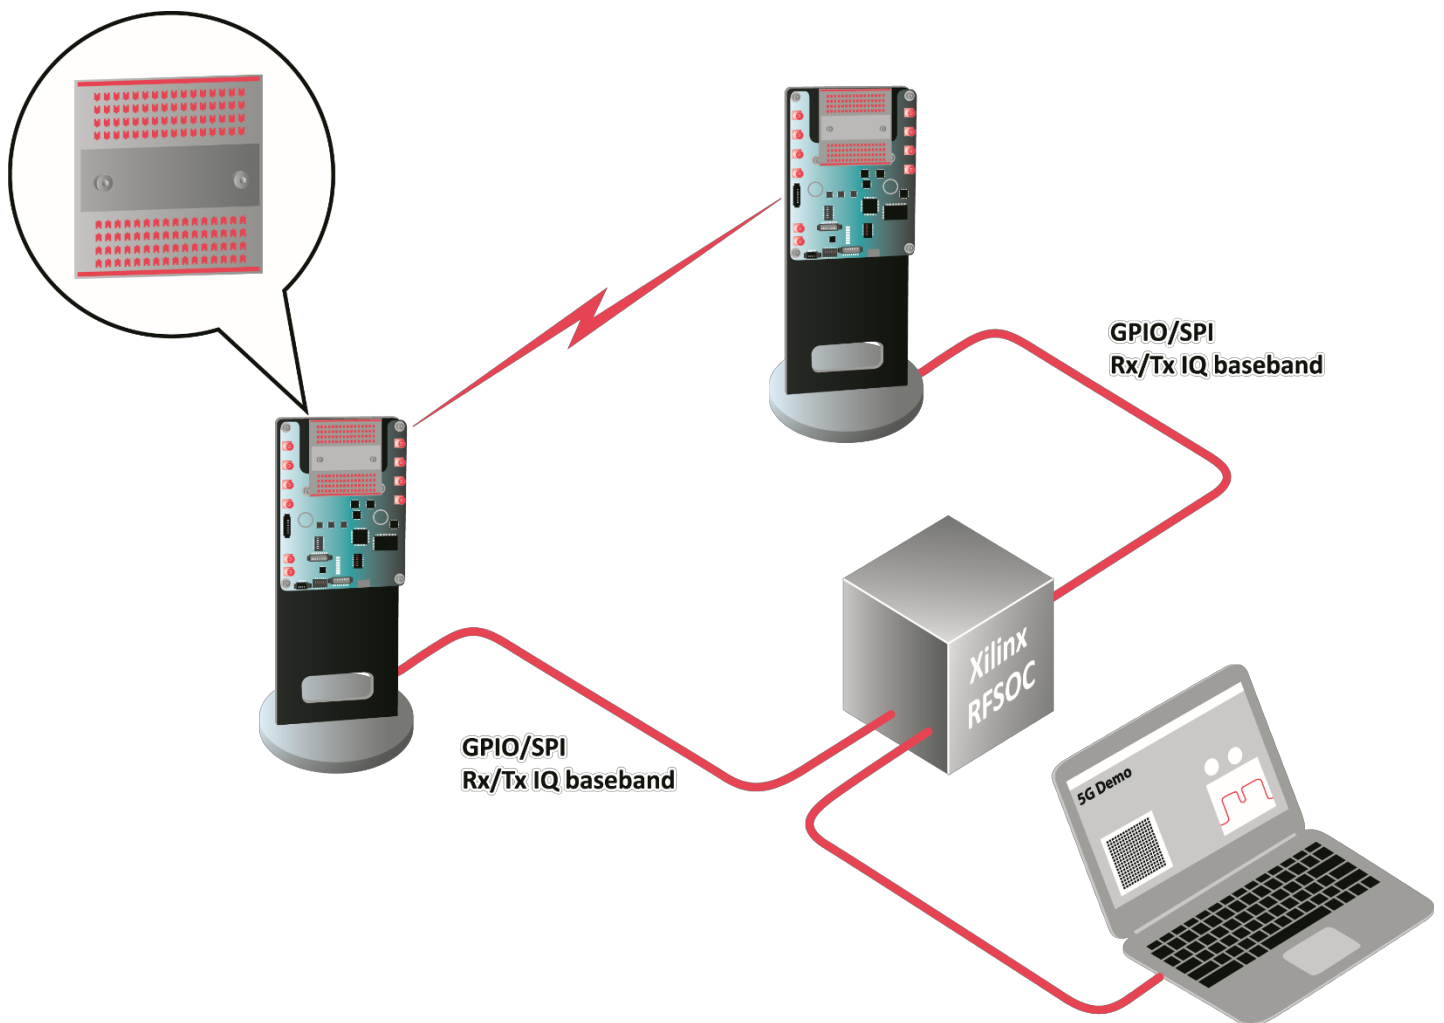 GPIO/SPI
Rx/Tx IQ baseband
Xilinx
RFSOC
GPIO/SPI
Rx/Tx IQ baseband
5G Demo